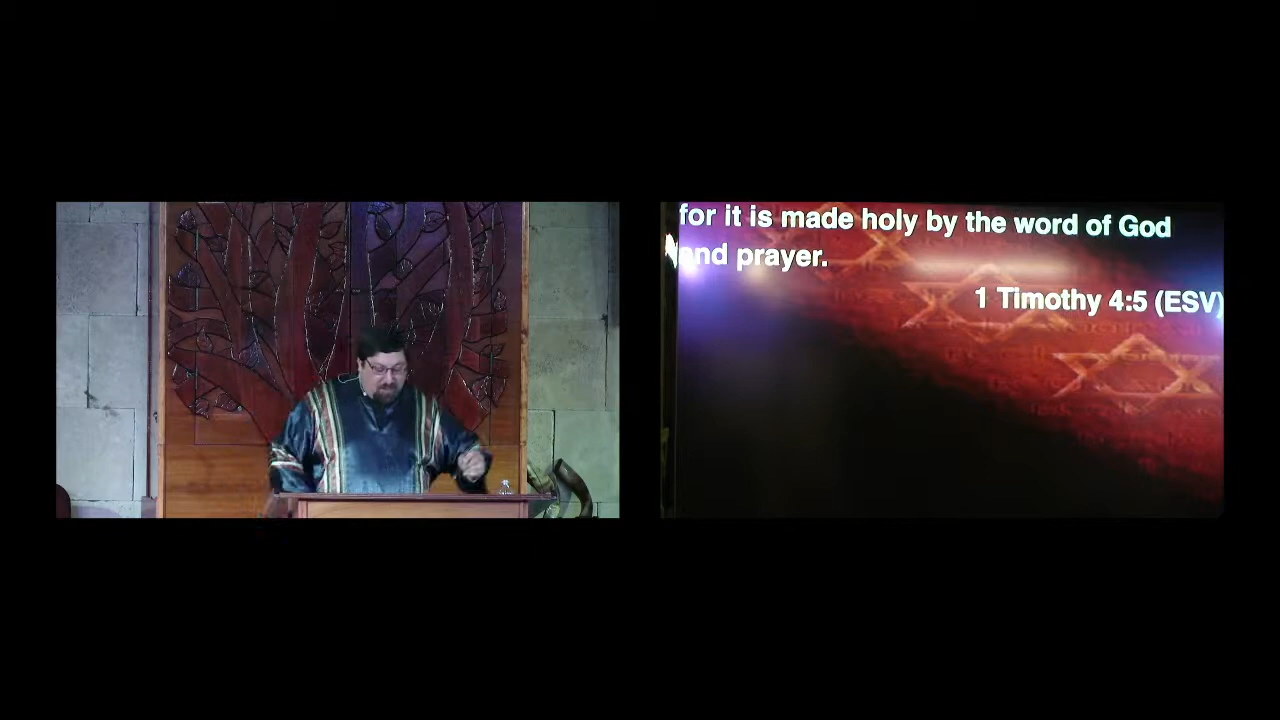 for it is made holy by the word of God
and prayer.
1 Timothy 4:5 (ESV)